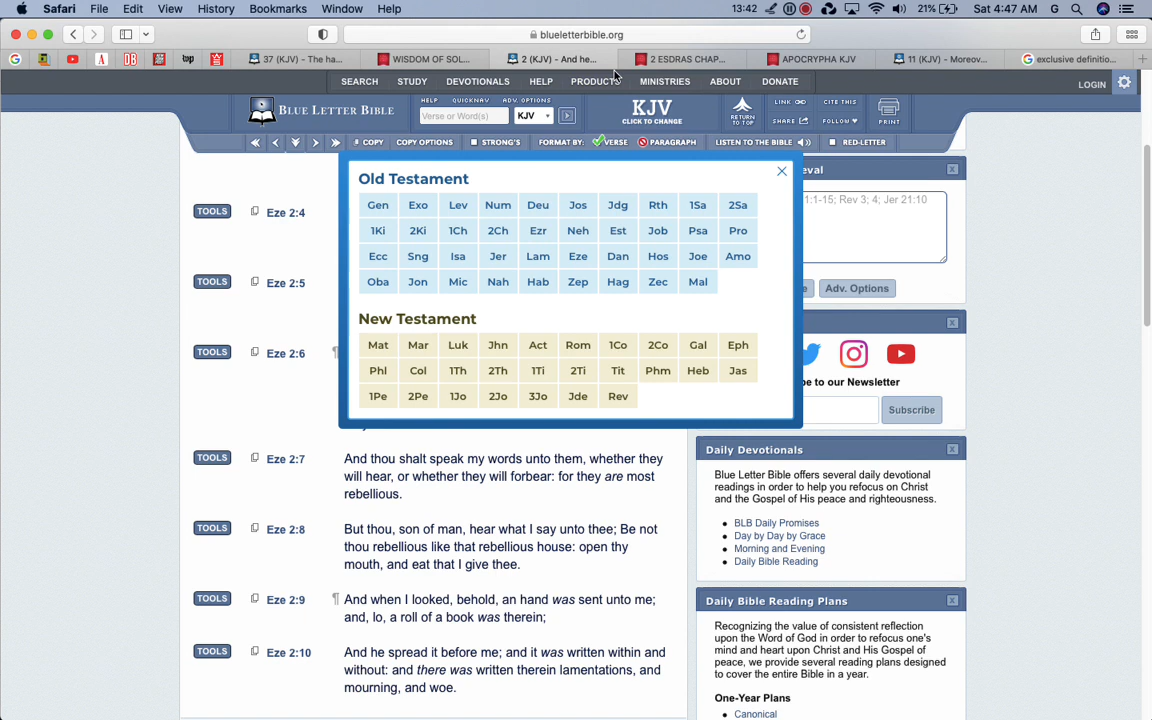 Safari File Edit View History Bookmarks Window Help 13:42 21% Sat 4:47 AM G
blueletterbible.org
37 (KJV) - The ha... WISDOM OF SOL... 2 (KJV) - And he... 2 ESDRAS CHAP... APOCRYPHA KJV 11 (KJV) - Moreov... exclusive definitio...
SEARCH STUDY DEVOTIONALS HELP PRODUCTS MINISTRIES ABOUT DONATE LOGIN
BLUE LETTER BIBLE
HELP QUICKNAV ADV. OPTIONS
Verse or Word(s) KJV
KJV
CLICK TO CHANGE
RETURN
TO TOP
LINK CITE THIS
SHARE FOLLOW
PRINT
COPY COPY OPTIONS STRONG'S FORMAT BY: VERSE PARAGRAPH LISTEN TO THE BIBLE RED-LETTER
Old Testament
Gen Exo Lev Num Deu Jos Jdg Rth 1Sa 2Sa
1Ki 2Ki 1Ch 2Ch Ezr Neh Est Job Psa Pro
Ecc Sng Isa Jer Lam Eze Dan Hos Joe Amo
Oba Jon Mic Nah Hab Zep Hag Zec Mal
New Testament
Mat Mar Luk Jhn Act Rom 1Co 2Co Gal Eph
Phl Col 1Th 2Th 1Ti 2Ti Tit Phm Heb Jas
1Pe 2Pe 1Jo 2Jo 3Jo Jde Rev
TOOLS Eze 2:4
TOOLS Eze 2:5
TOOLS Eze 2:6 ¶
TOOLS Eze 2:7 And thou shalt speak my words unto them, whether they
will hear, or whether they will forbear: for they are most
rebellious.
TOOLS Eze 2:8 But thou, son of man, hear what I say unto thee; Be not
thou rebellious like that rebellious house: open thy
mouth, and eat that I give thee.
TOOLS Eze 2:9 ¶ And when I looked, behold, an hand was sent unto me;
and, lo, a roll of a book was therein;
TOOLS Eze 2:10 And he spread it before me; and it was written within and
without: and there was written therein lamentations, and
mourning, and woe.
eval
1:1-15; Rev 3; 4; Jer 21:10
Adv. Options
be to our Newsletter
Subscribe
Daily Devotionals
Blue Letter Bible offers several daily devotional
readings in order to help you refocus on Christ
and the Gospel of His peace and righteousness.
BLB Daily Promises
Day by Day by Grace
Morning and Evening
Daily Bible Reading
Daily Bible Reading Plans
Recognizing the value of consistent reflection
upon the Word of God in order to refocus one's
mind and heart upon Christ and His Gospel of
peace, we provide several reading plans designed
to cover the entire Bible in a year.
One-Year Plans
Canonical